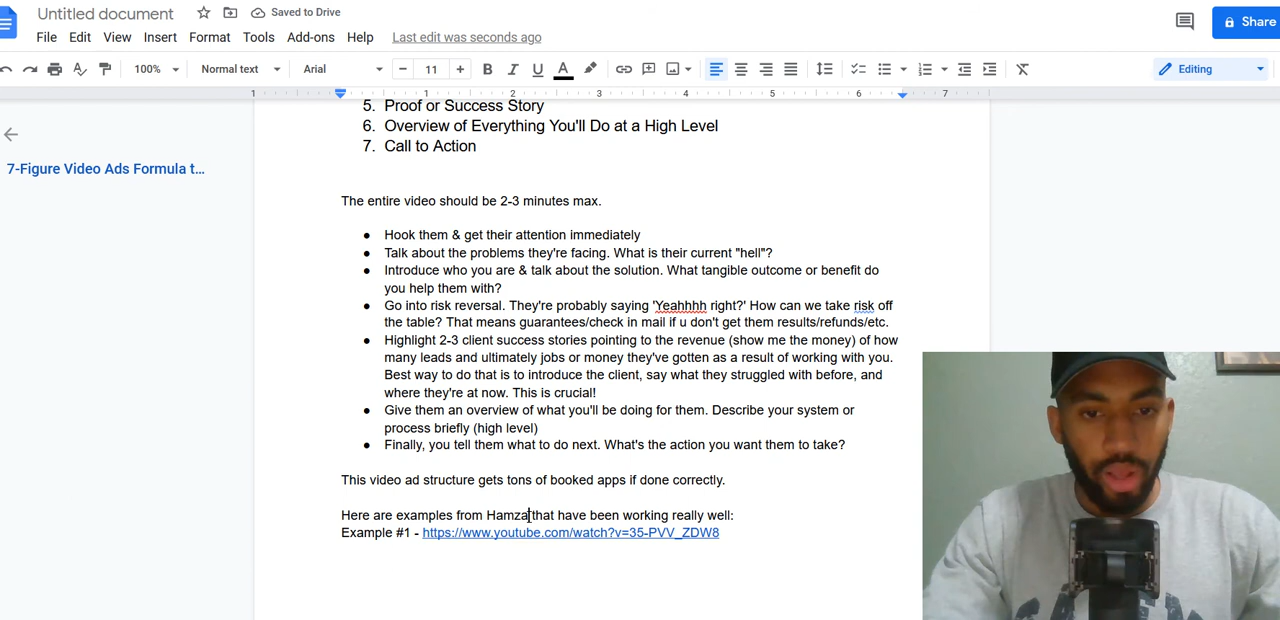 Untitled document
Saved to Drive
File Edit View Insert Format Tools Add-ons Help Last edit was seconds ago
Share
100% Normal text Arial 11 Editing
1 1 2 3 4 5 6 7
7-Figure Video Ads Formula t...
5. Proof or Success Story
6. Overview of Everything You'll Do at a High Level
7. Call to Action
The entire video should be 2-3 minutes max.
● Hook them & get their attention immediately
● Talk about the problems they're facing. What is their current "hell"?
● Introduce who you are & talk about the solution. What tangible outcome or benefit do
you help them with?
● Go into risk reversal. They're probably saying 'Yeahhhh right?' How can we take risk off
the table? That means guarantees/check in mail if u don't get them results/refunds/etc.
● Highlight 2-3 client success stories pointing to the revenue (show me the money) of how
many leads and ultimately jobs or money they've gotten as a result of working with you.
Best way to do that is to introduce the client, say what they struggled with before, and
where they're at now. This is crucial!
● Give them an overview of what you'll be doing for them. Describe your system or
process briefly (high level)
● Finally, you tell them what to do next. What's the action you want them to take?
This video ad structure gets tons of booked apps if done correctly.
Here are examples from Hamza that have been working really well:
Example #1 - https://www.youtube.com/watch?v=35-PVV_ZDW8